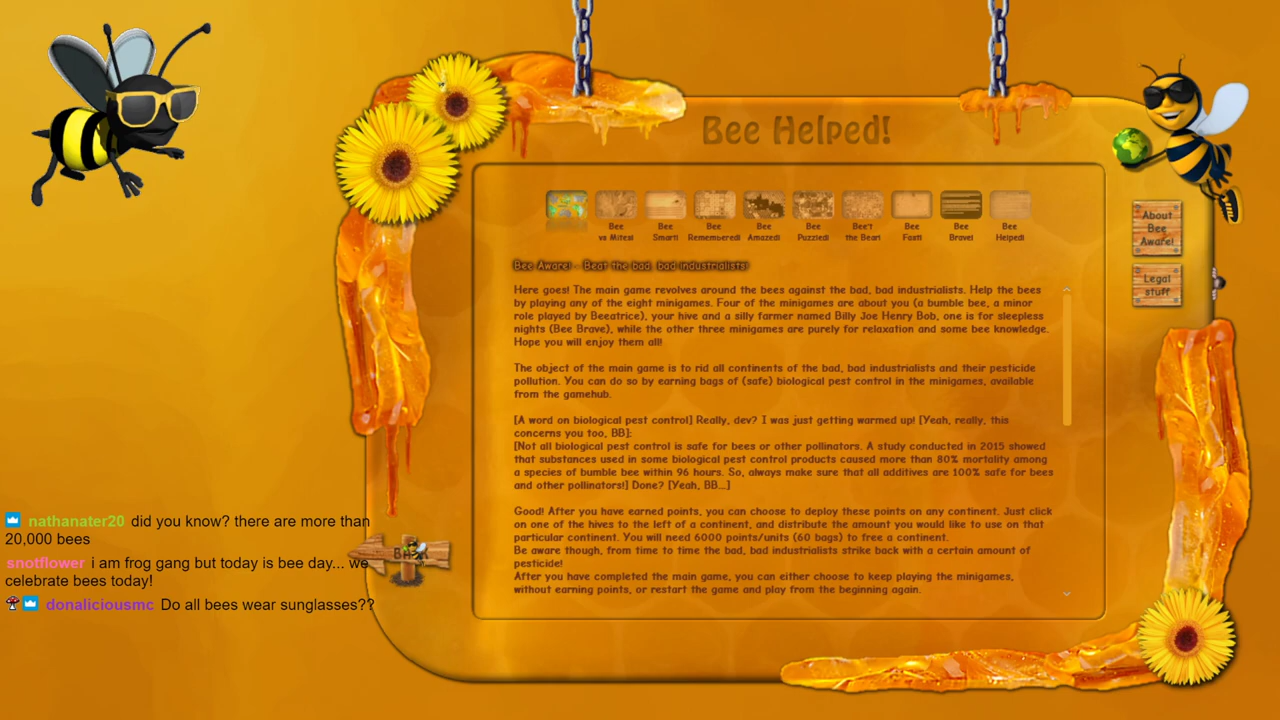 Bee Helped!
Bee
vs Mites!
Bee
Smart!
Bee
Remembered!
Bee
Amazed!
Bee
Puzzled!
Bee't
the Bear!
Bee
Fast!
Bee
Brave!
Bee
Helped!
About
Bee
Aware!
Legal
stuff
Bee Aware! - Beat the bad, bad industrialists!
Here goes! The main game revolves around the bees against the bad, bad industrialists. Help the bees
by playing any of the eight minigames. Four of the minigames are about you (a bumble bee, a minor
role played by Beeatrice), your hive and a silly farmer named Billy Joe Henry Bob, one is for sleepless
nights (Bee Brave), while the other three minigames are purely for relaxation and some bee knowledge.
Hope you will enjoy them all!
The object of the main game is to rid all continents of the bad, bad industrialists and their pesticide
pollution. You can do so by earning bags of (safe) biological pest control in the minigames, available
from the gamehub.
[A word on biological pest control] Really, dev? I was just getting warmed up! [Yeah, really, this
concerns you too, BB]:
[Not all biological pest control is safe for bees or other pollinators. A study conducted in 2015 showed
that substances used in some biological pest control products caused more than 80% mortality among
a species of bumble bee within 96 hours. So, always make sure that all additives are 100% safe for bees
and other pollinators!] Done? [Yeah, BB...]
Good! After you have earned points, you can choose to deploy these points on any continent. Just click
on one of the hives to the left of a continent, and distribute the amount you would like to use on that
particular continent. You will need 6000 points/units (60 bags) to free a continent.
Be aware though, from time to time the bad, bad industrialists strike back with a certain amount of
pesticide!
After you have completed the main game, you can either choose to keep playing the minigames,
without earning points, or restart the game and play from the beginning again.
nathanater20 did you know? there are more than
20,000 bees
snotflower i am frog gang but today is bee day... we
celebrate bees today!
donaliciousmc Do all bees wear sunglasses??